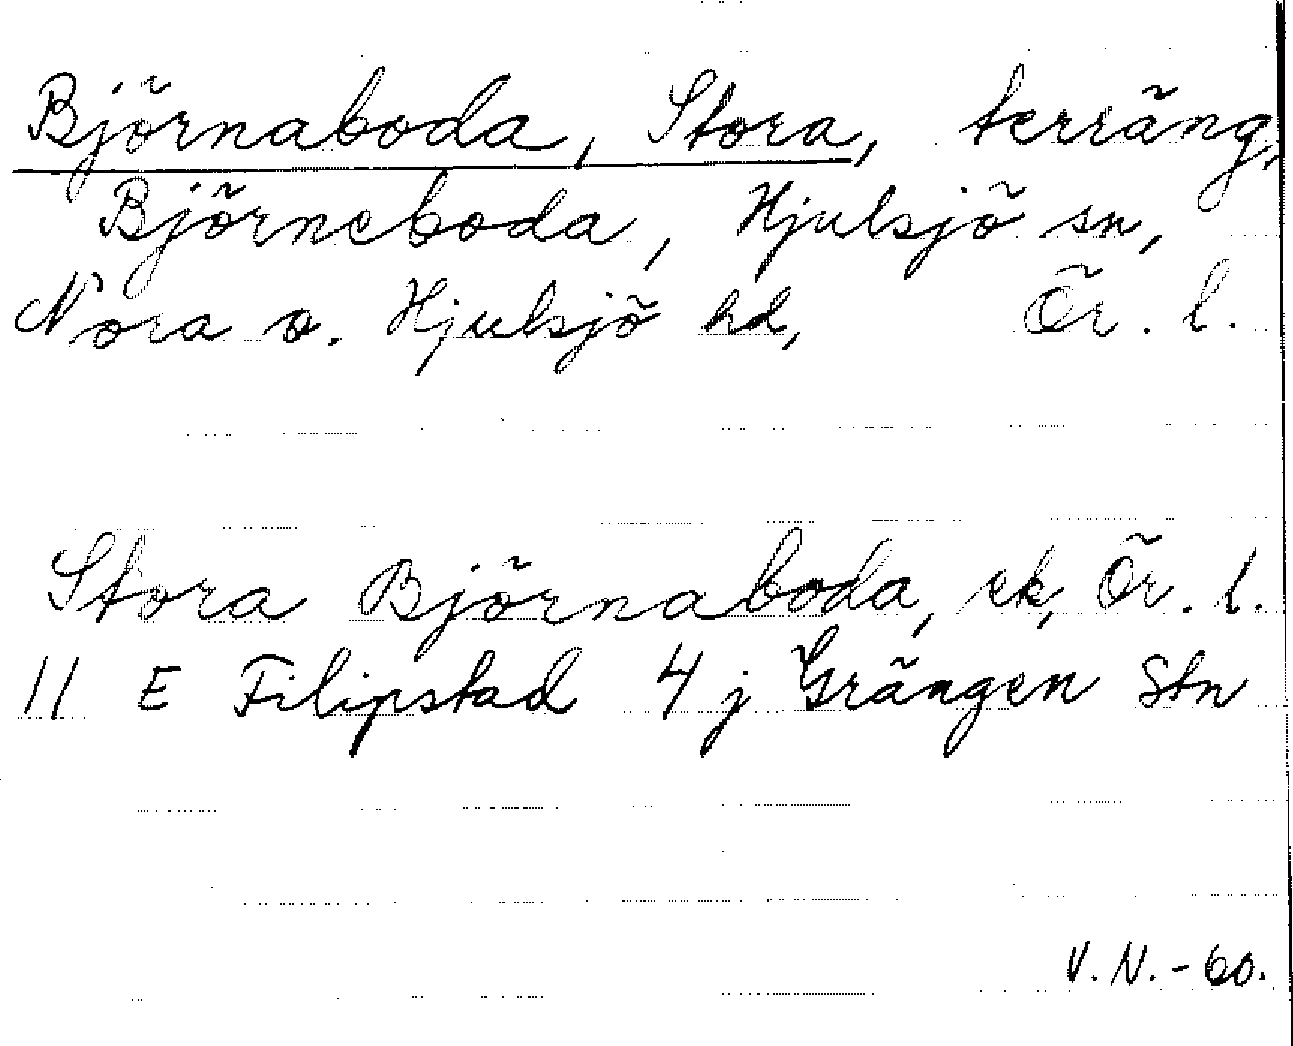 Björnaboda, Stora, terräng,
Björneboda, Hjulsjö sn,
Nora o. Hjulsjö hd, Ör. l.
Stora Björnaboda, ek, Ör. l.
11 E Filipstad 4 j Grängen Stn
V. N. - 60.